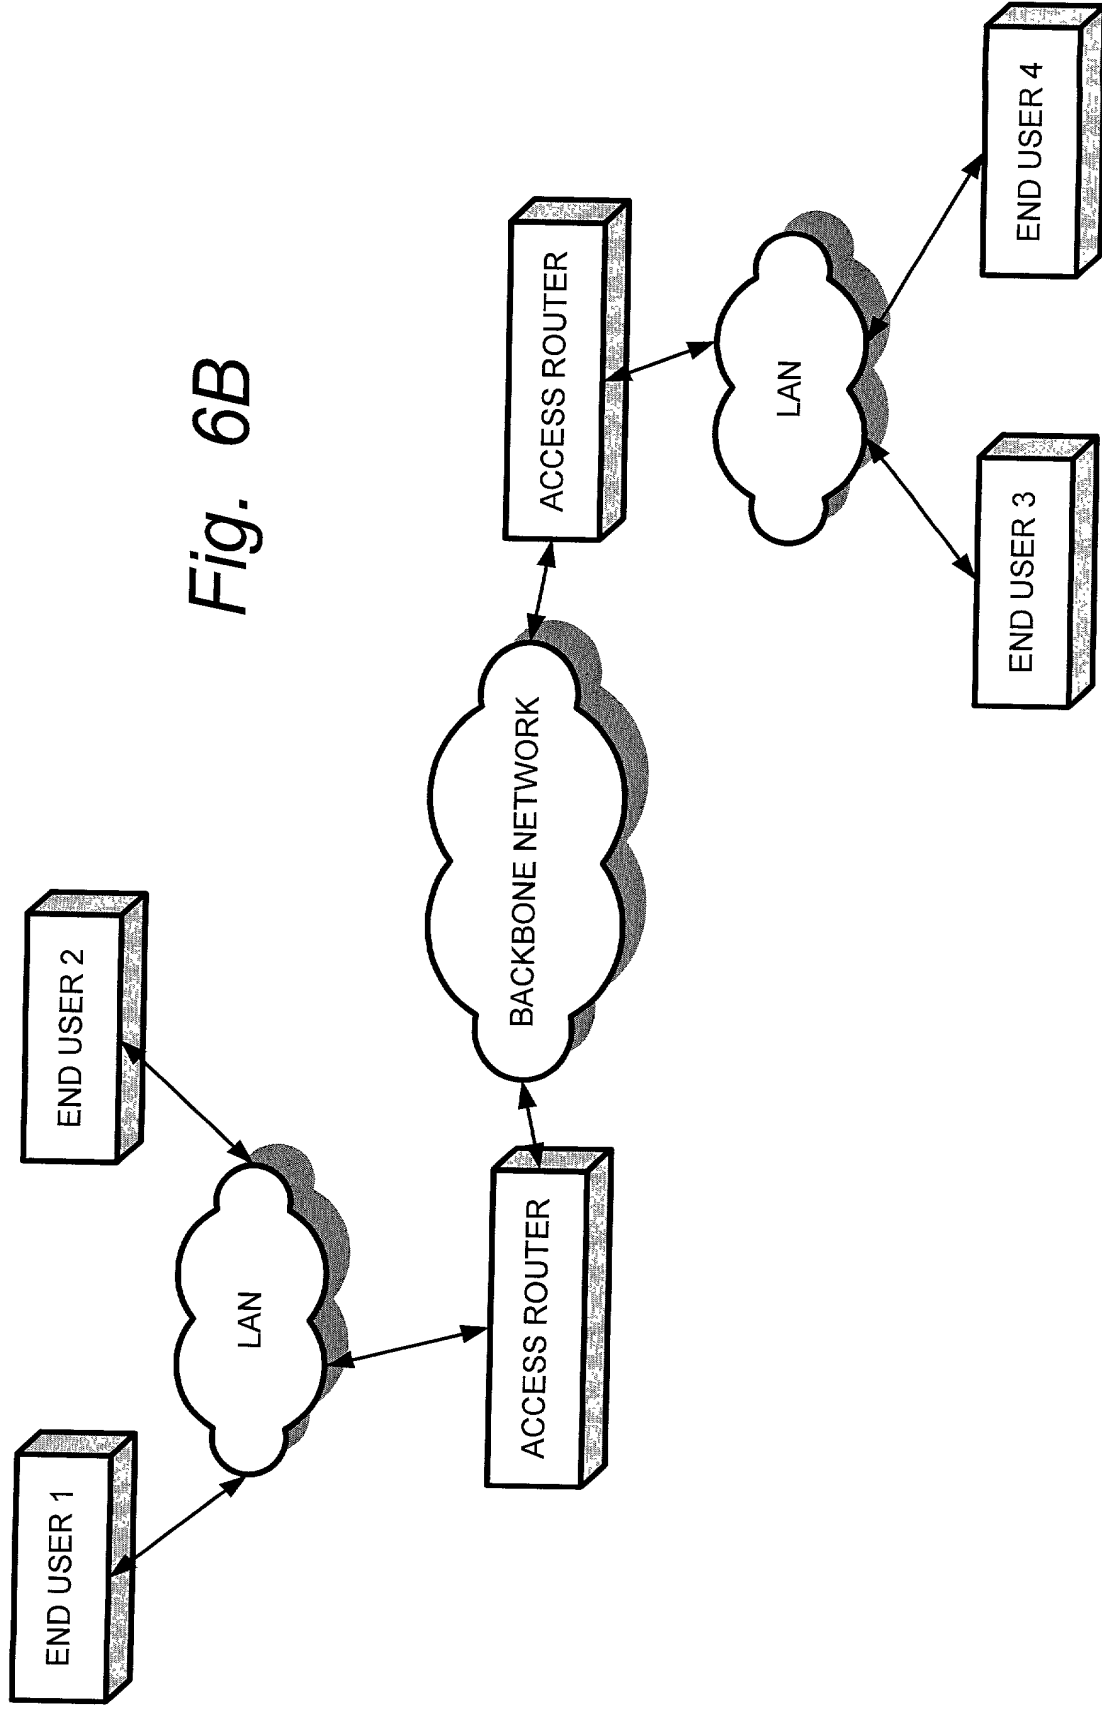 END USER 1
END USER 2
LAN
Fig. 6B
ACCESS ROUTER
BACKBONE NETWORK
ACCESS ROUTER
LAN
END USER 3
END USER 4